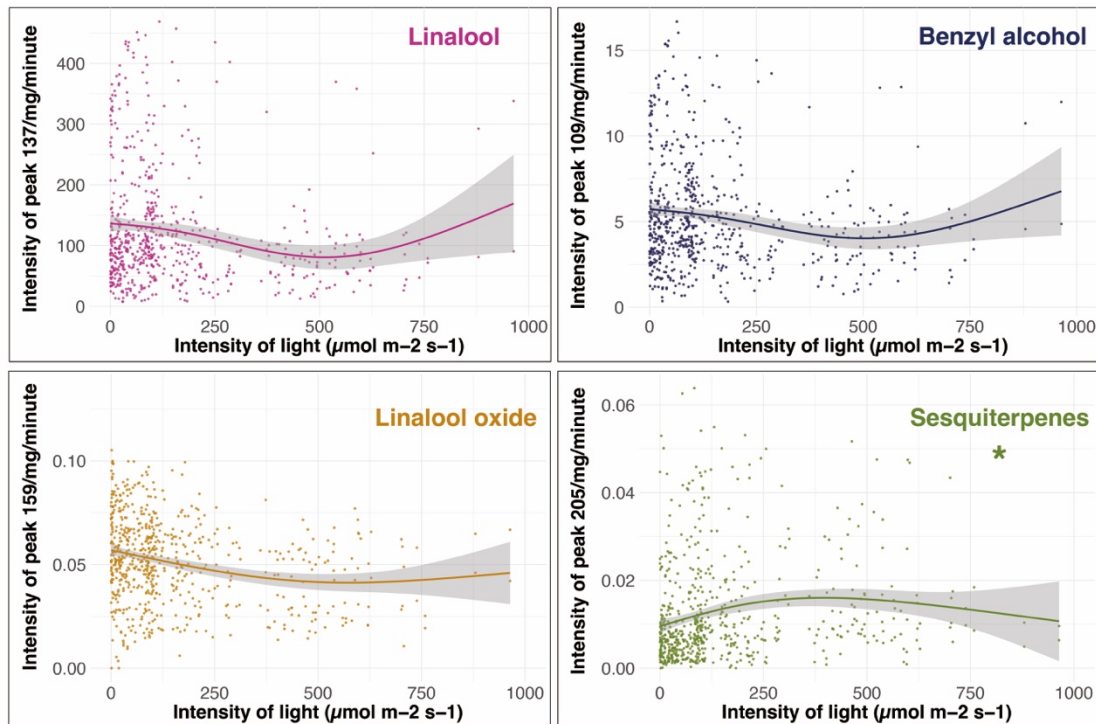 Linalool
Intensity of peak 137/mg/minute
400
300
200
100
0
0 250 500 750 1000
Intensity of light (µmol m−2 s−1)
Benzyl alcohol
Intensity of peak 109/mg/minute
15
10
5
0
0 250 500 750 1000
Intensity of light (µmol m−2 s−1)
Linalool oxide
Intensity of peak 159/mg/minute
0.10
0.05
0.00
0 250 500 750 1000
Intensity of light (µmol m−2 s−1)
Sesquiterpenes
*
Intensity of peak 205/mg/minute
0.06
0.04
0.02
0.00
0 250 500 750 1000
Intensity of light (µmol m−2 s−1)